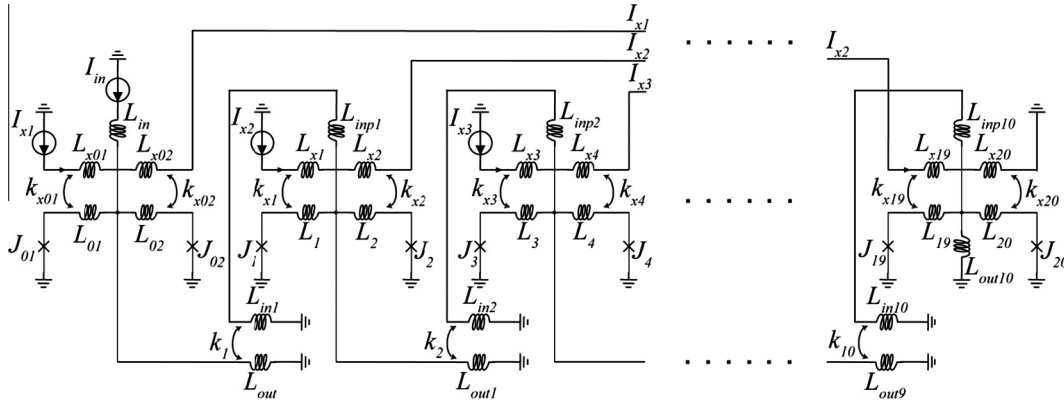 I_x1
I_x2
I_x2
I_x3
I_in
L_in
L_inp1
L_inp2
L_inp10
I_x1
I_x2
I_x3
L_x01 L_x02
L_x1 L_x2
L_x3 L_x4
L_x19 L_x20
k_x01 k_x02
k_x1 k_x2
k_x3 k_x4
k_x19 k_x20
L_01 L_02
L_1 L_2
L_3 L_4
L_19 L_20
J_01 J_02
J_i J_2
J_3 J_4
J_19 J_20
L_out10
L_in1
L_in2
L_in10
k_1
k_2
k_10
L_out
L_out1
L_out9